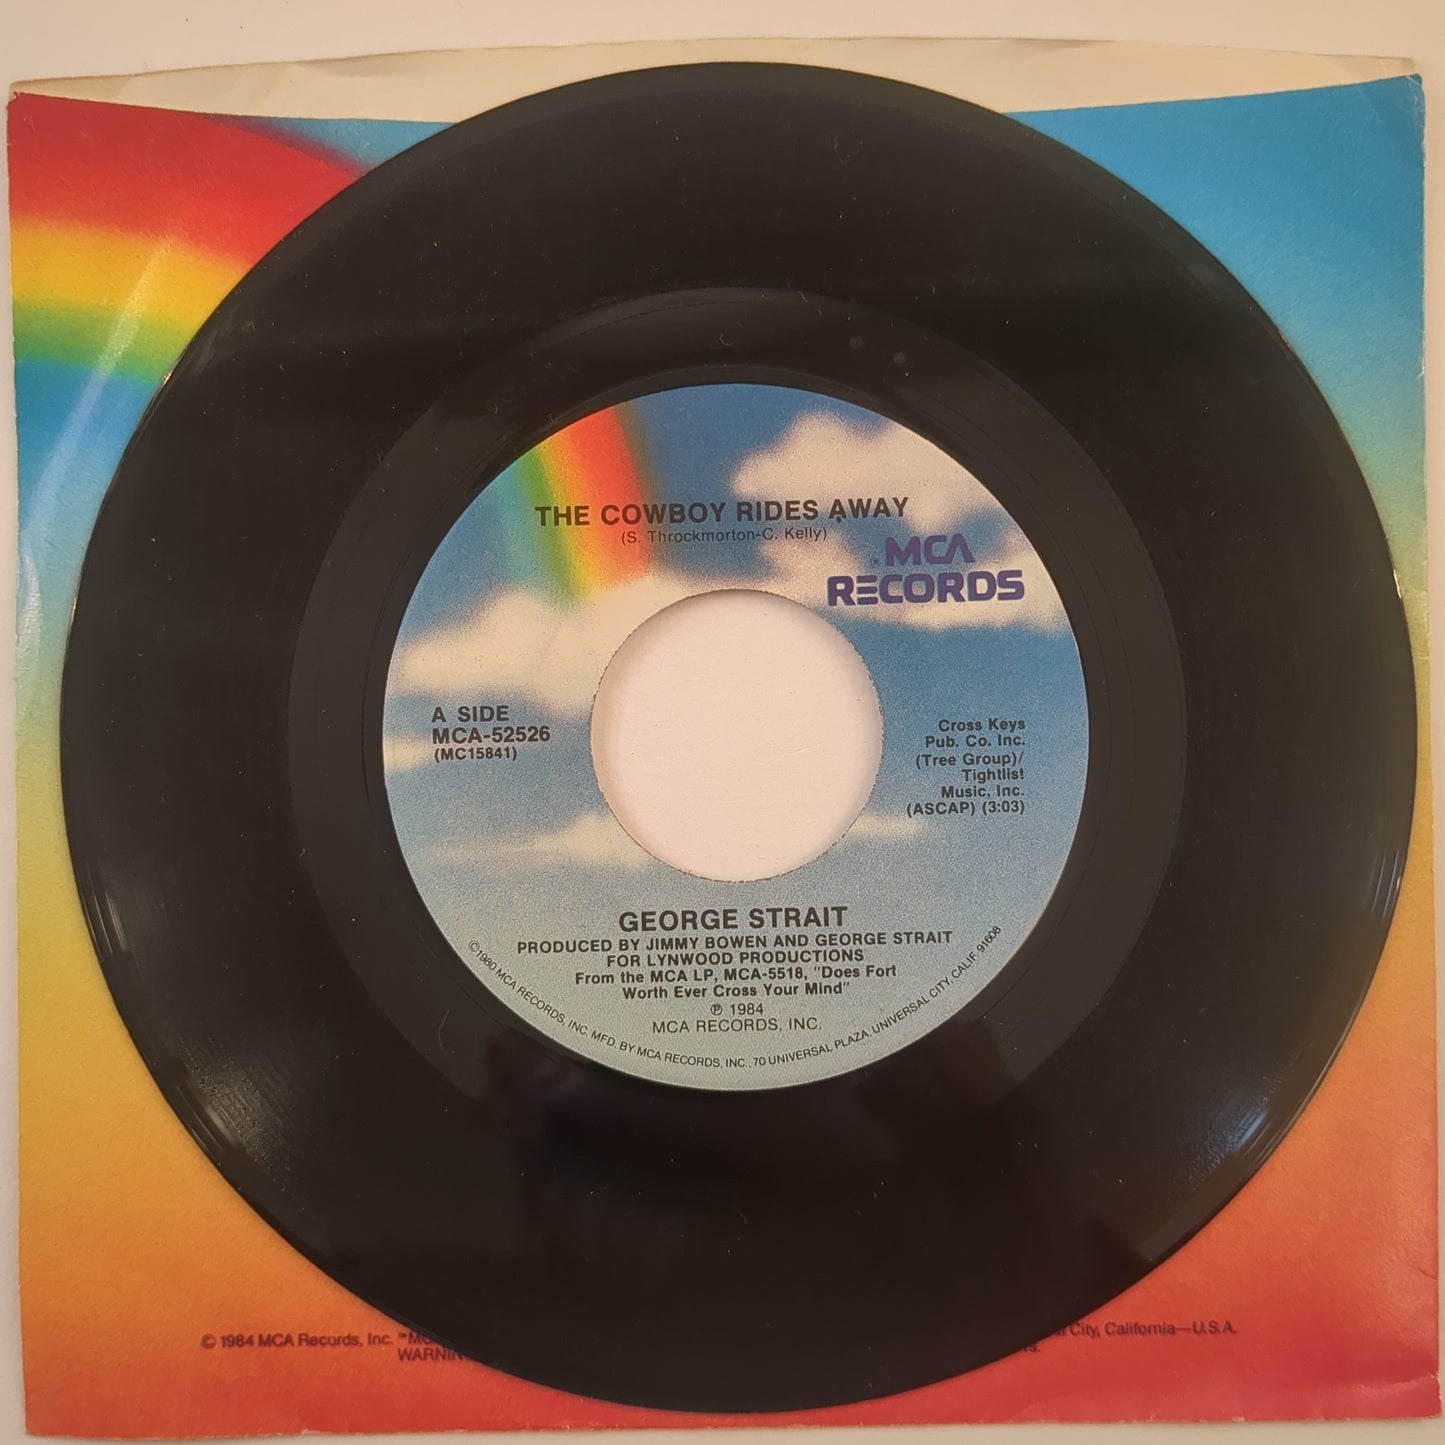 THE COWBOY RIDES AWAY
(S. Throckmorton-C. Kelly)
MCA
RECORDS
A SIDE
MCA-52526
(MC15841)
Cross Keys
Pub. Co. Inc.
(Tree Group)/
Tightlist
Music, Inc.
(ASCAP) (3:03)
GEORGE STRAIT
PRODUCED BY JIMMY BOWEN AND GEORGE STRAIT
FOR LYNWOOD PRODUCTIONS
From the MCA LP, MCA-5518, "Does Fort
Worth Ever Cross Your Mind"
℗ 1984
MCA RECORDS, INC.
©1980 MCA RECORDS, INC. MFD. BY MCA RECORDS, INC., 70 UNIVERSAL PLAZA, UNIVERSAL CITY, CALIF. 91608
© 1984 MCA Records, Inc. City, California—U.S.A.